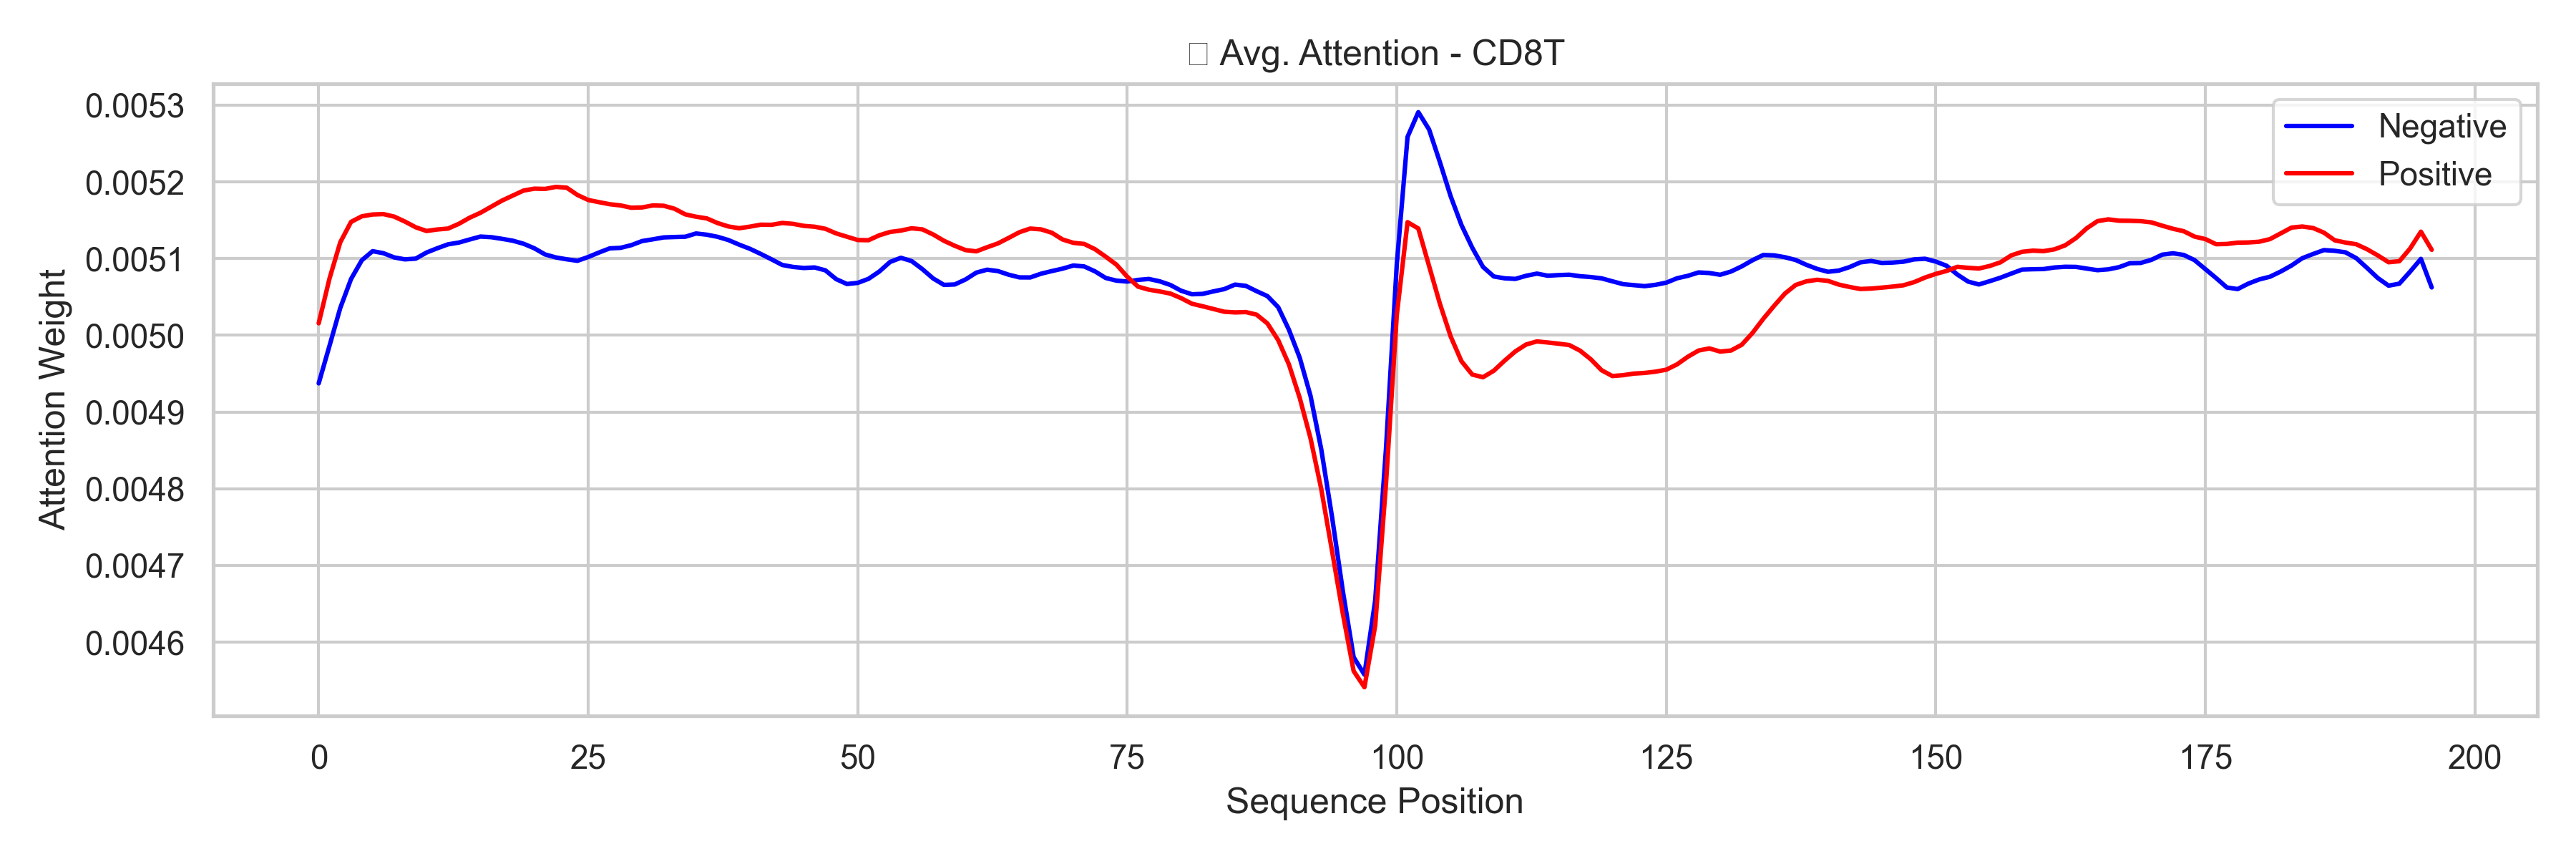 Avg. Attention - CD8T
0.0053
0.0052
0.0051
0.0050
0.0049
0.0048
0.0047
0.0046
Attention Weight
Negative
Positive
0 25 50 75 100 125 150 175 200
Sequence Position